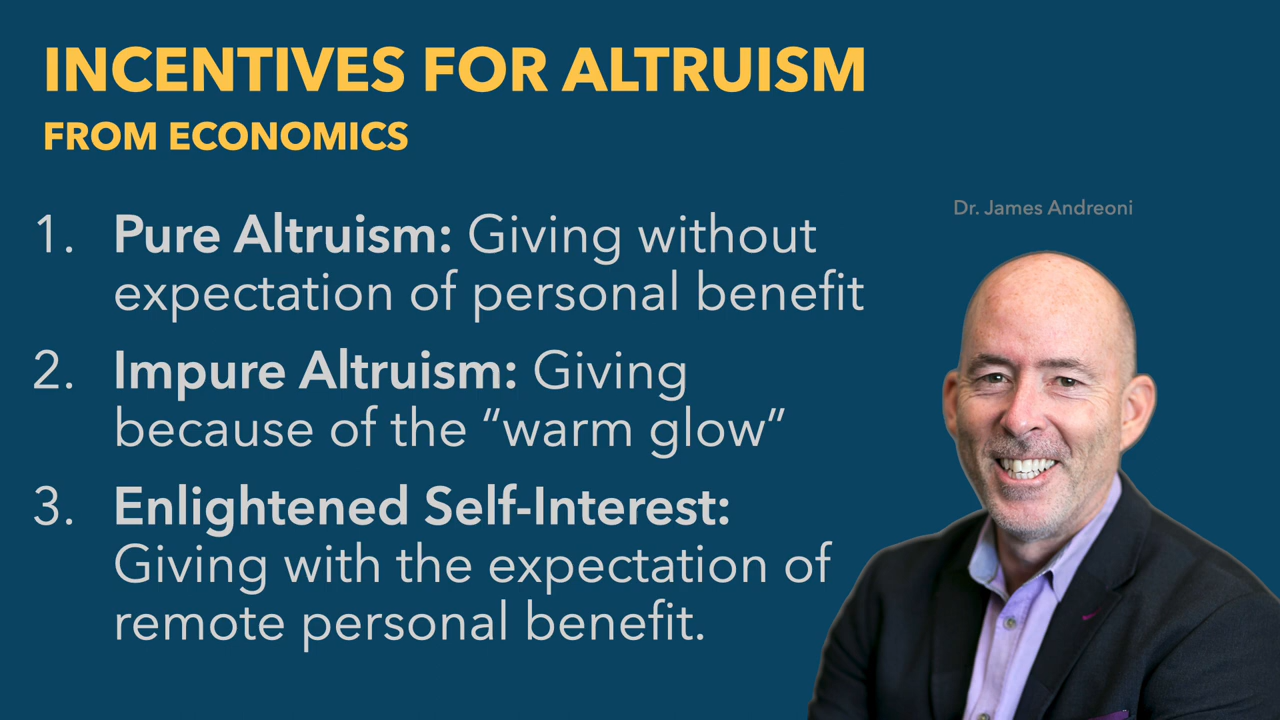 INCENTIVES FOR ALTRUISM
FROM ECONOMICS
1. Pure Altruism: Giving without
expectation of personal benefit
2. Impure Altruism: Giving
because of the “warm glow”
3. Enlightened Self-Interest:
Giving with the expectation of
remote personal benefit.
Dr. James Andreoni